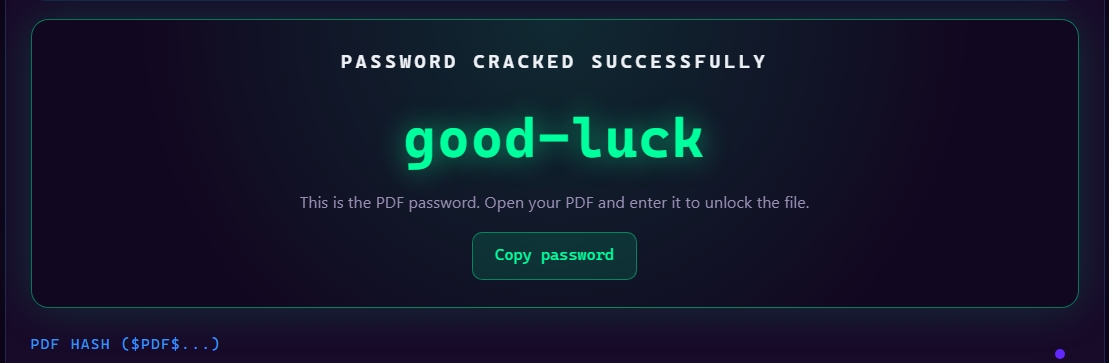 PASSWORD CRACKED SUCCESSFULLY
good-luck
This is the PDF password. Open your PDF and enter it to unlock the file.
Copy password
PDF HASH ($PDF$...)